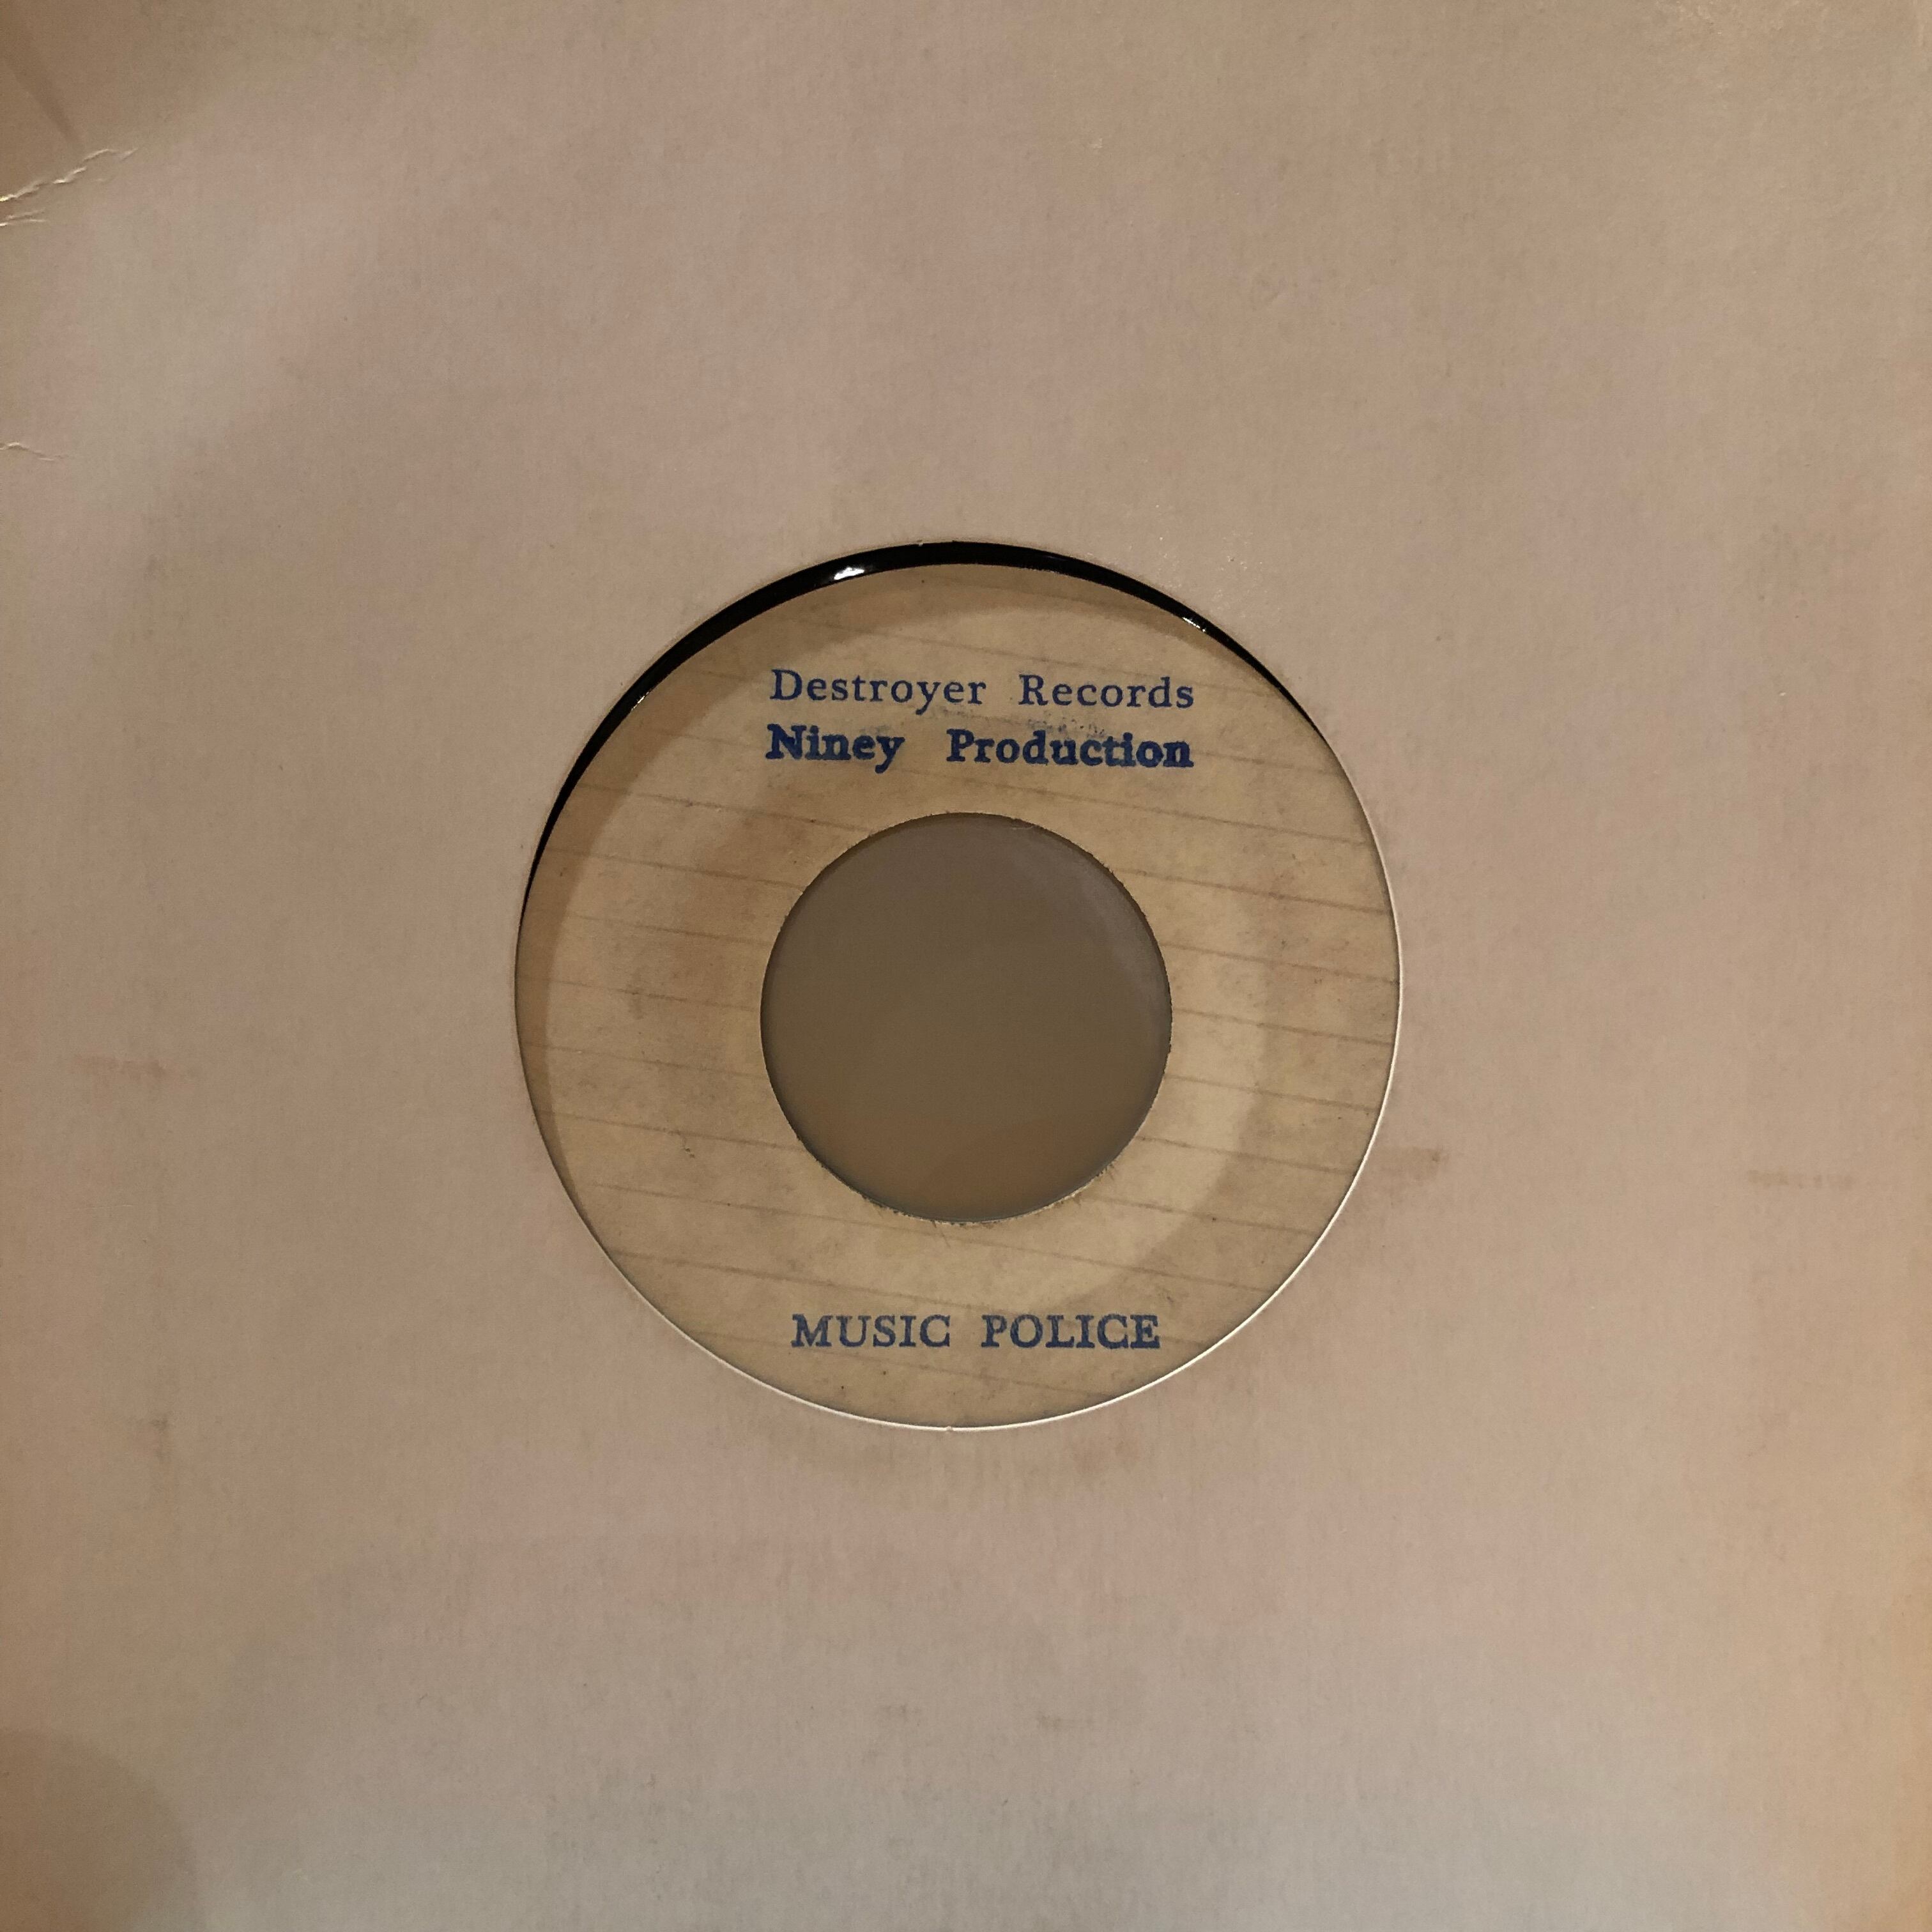 Destroyer Records
Niney Production
MUSIC POLICE